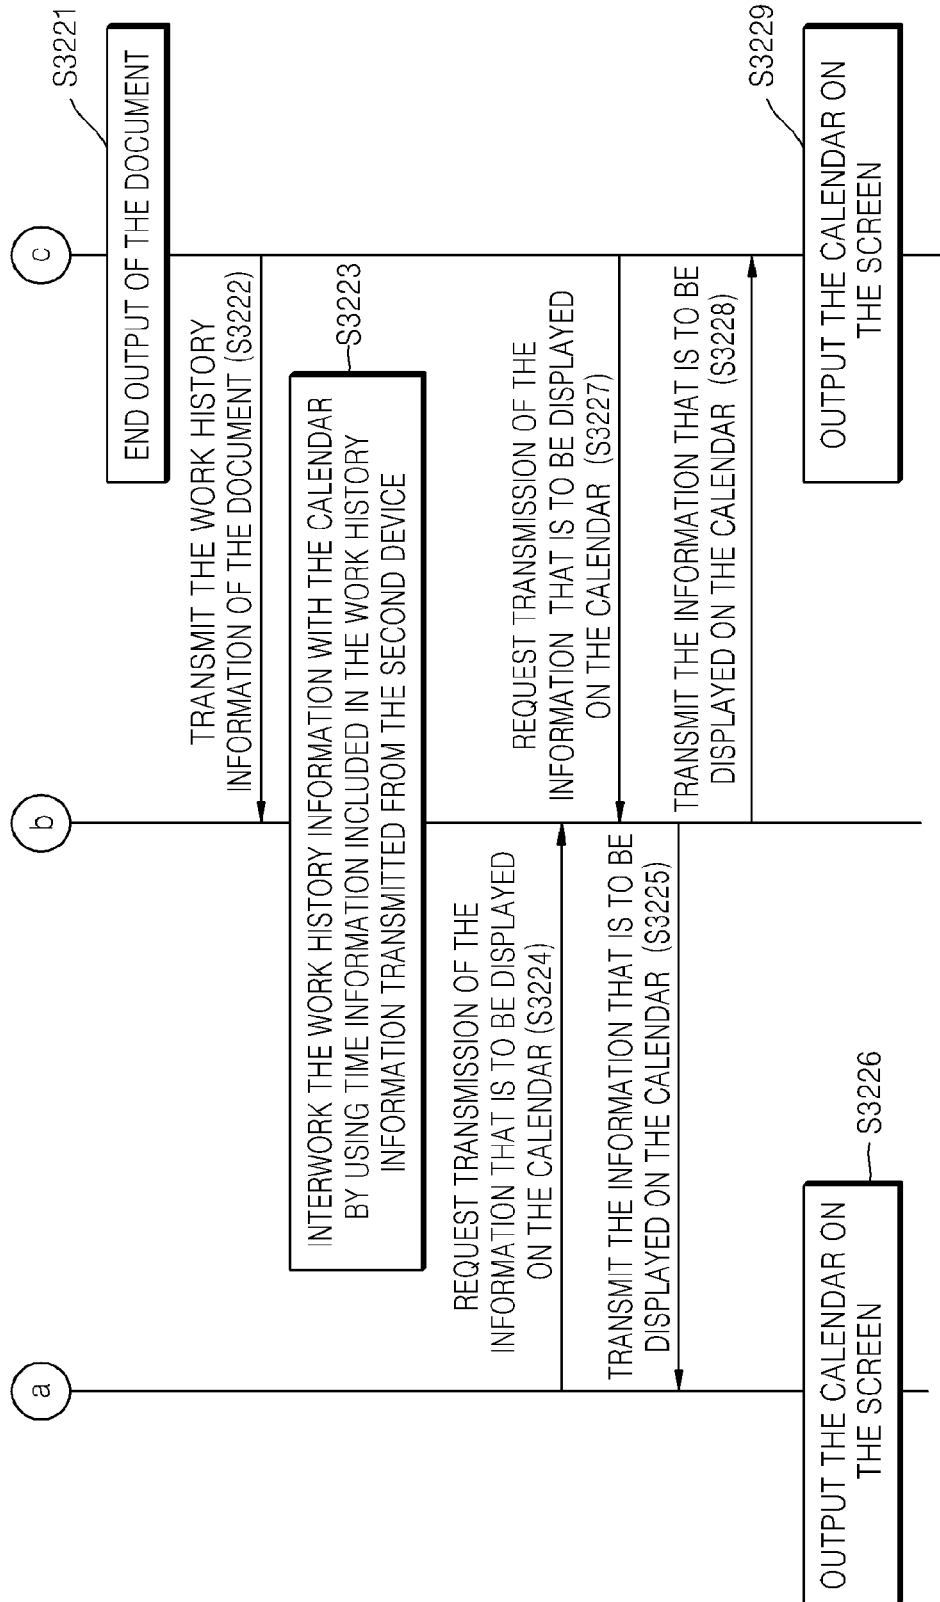 a
b
c
END OUTPUT OF THE DOCUMENT
S3221
TRANSMIT THE WORK HISTORY
INFORMATION OF THE DOCUMENT (S3222)
INTERWORK THE WORK HISTORY INFORMATION WITH THE CALENDAR
BY USING TIME INFORMATION INCLUDED IN THE WORK HISTORY
INFORMATION TRANSMITTED FROM THE SECOND DEVICE
S3223
REQUEST TRANSMISSION OF THE
INFORMATION THAT IS TO BE DISPLAYED
ON THE CALENDAR (S3224)
TRANSMIT THE INFORMATION THAT IS TO BE
DISPLAYED ON THE CALENDAR (S3225)
OUTPUT THE CALENDAR ON
THE SCREEN
S3226
REQUEST TRANSMISSION OF THE
INFORMATION THAT IS TO BE DISPLAYED
ON THE CALENDAR (S3227)
TRANSMIT THE INFORMATION THAT IS TO BE
DISPLAYED ON THE CALENDAR (S3228)
OUTPUT THE CALENDAR ON
THE SCREEN
S3229